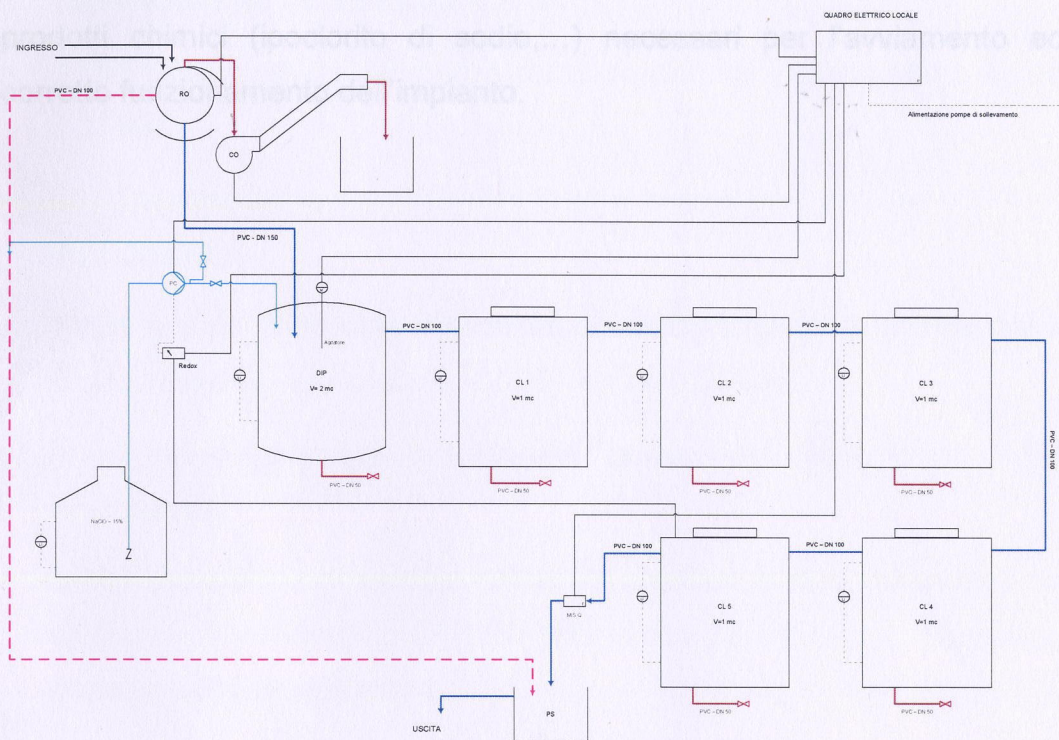 prodotti chimici (ipoclorito di sodio,...) necessari per l'avviamento ed
funzionamento dell'impianto.
QUADRO ELETTRICO LOCALE
INGRESSO
PVC - DN 100
CO
Alimentazione pompe di sollevamento
PVC - DN 150
PC
Redox
Agitatore
DIP
V= 2 mc
PVC - DN 100
CL 1
V=1 mc
PVC - DN 100
CL 2
V=1 mc
PVC - DN 100
CL 3
V=1 mc
PVC - DN 100
PVC - DN 50
PVC - DN 50
PVC - DN 50
PVC - DN 50
NaClO - 15%
PVC - DN 100
PVC - DN 100
MIS Q
CL 5
V=1 mc
CL 4
V=1 mc
PVC - DN 50
PVC - DN 50
PS
USCITA